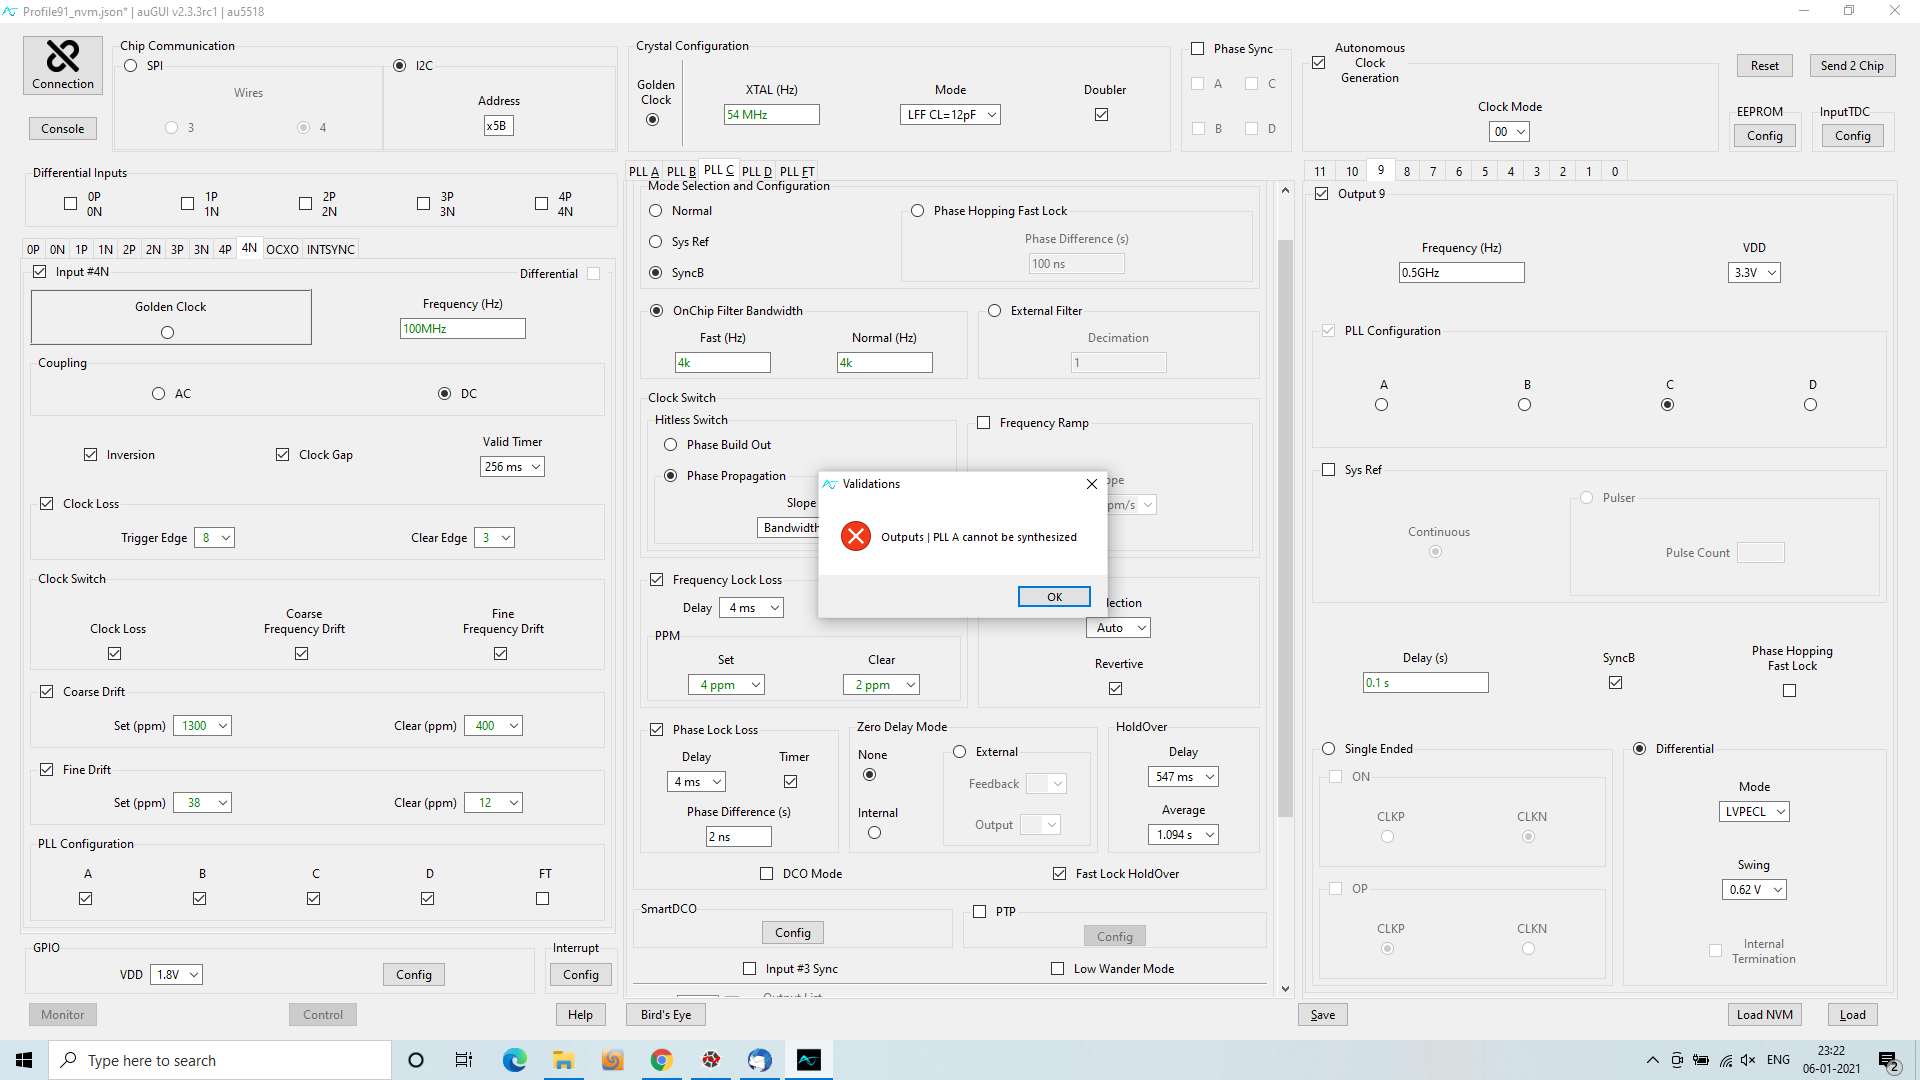 Profile91_nvm.json* | auGUI v2.3.3rc1 | au5518
Connection
Console
Chip Communication
SPI
I2C
Wires
3
4
Address
x5B
Crystal Configuration
Golden Clock
XTAL (Hz)
54 MHz
Mode
LFF CL=12pF
Doubler
Phase Sync
A
C
B
D
Autonomous Clock Generation
Clock Mode
00
Reset
Send 2 Chip
EEPROM
Config
InputTDC
Config
Differential Inputs
0P 0N
1P 1N
2P 2N
3P 3N
4P 4N
0P 0N 1P 1N 2P 2N 3P 3N 4P 4N OCXO INTSYNC
Input #4N
Differential
Golden Clock
Frequency (Hz)
100MHz
Coupling
AC
DC
Inversion
Clock Gap
Valid Timer
256 ms
Clock Loss
Trigger Edge 8
Clear Edge 3
Clock Switch
Clock Loss
Coarse Frequency Drift
Fine Frequency Drift
Coarse Drift
Set (ppm) 1300
Clear (ppm) 400
Fine Drift
Set (ppm) 38
Clear (ppm) 12
PLL Configuration
A B C D FT
GPIO
VDD 1.8V
Config
Interrupt
Config
Monitor
Control
Help
PLL A PLL B PLL C PLL D PLL FT
Mode Selection and Configuration
Normal
Sys Ref
SyncB
Phase Hopping Fast Lock
Phase Difference (s)
100 ns
OnChip Filter Bandwidth
Fast (Hz)
4k
Normal (Hz)
4k
External Filter
Decimation
1
Clock Switch
Hitless Switch
Phase Build Out
Phase Propagation
Slope
Bandwidth
Frequency Ramp
ope
pm/s
Validations
Outputs | PLL A cannot be synthesized
OK
Frequency Lock Loss
Delay 4 ms
PPM
Set
4 ppm
Clear
2 ppm
lection
Auto
Revertive
Phase Lock Loss
Delay
4 ms
Timer
Phase Difference (s)
2 ns
Zero Delay Mode
None
Internal
External
Feedback
Output
HoldOver
Delay
547 ms
Average
1.094 s
DCO Mode
Fast Lock HoldOver
SmartDCO
Config
PTP
Config
Input #3 Sync
Low Wander Mode
Output List
Bird's Eye
11 10 9 8 7 6 5 4 3 2 1 0
Output 9
Frequency (Hz)
0.5GHz
VDD
3.3V
PLL Configuration
A B C D
Sys Ref
Continuous
Pulser
Pulse Count
Delay (s)
0.1 s
SyncB
Phase Hopping Fast Lock
Single Ended
ON
CLKP
CLKN
OP
CLKP
CLKN
Differential
Mode
LVPECL
Swing
0.62 V
Internal Termination
Save
Load NVM
Load
Type here to search
ENG
23:22
06-01-2021
2